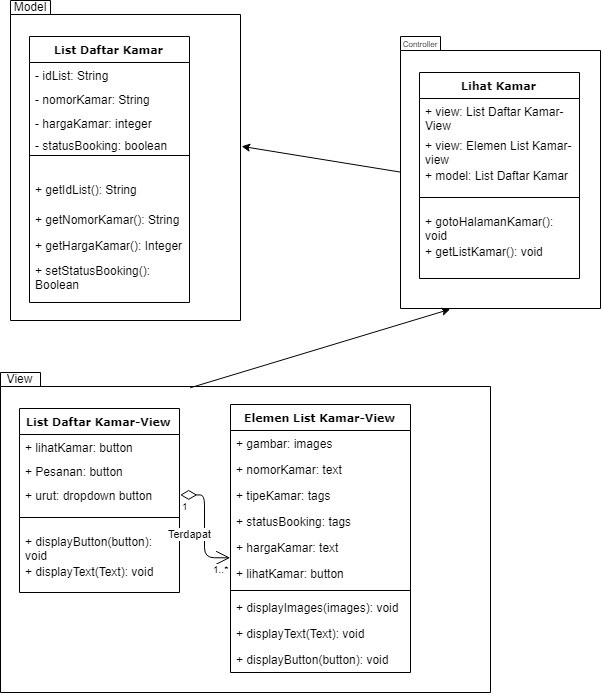 Model
List Daftar Kamar
- idList: String
- nomorKamar: String
- hargaKamar: integer
- statusBooking: boolean
+ getIdList(): String
+ getNomorKamar(): String
+ getHargaKamar(): Integer
+ setStatusBooking():
Boolean
Controller
Lihat Kamar
+ view: List Daftar Kamar-
View
+ view: Elemen List Kamar-
view
+ model: List Daftar Kamar
+ gotoHalamanKamar():
void
+ getListKamar(): void
View
List Daftar Kamar-View
+ lihatKamar: button
+ Pesanan: button
+ urut: dropdown button
+ displayButton(button):
void
+ displayText(Text): void
1
Terdapat
1..*
Elemen List Kamar-View
+ gambar: images
+ nomorKamar: text
+ tipeKamar: tags
+ statusBooking: tags
+ hargaKamar: text
+ lihatKamar: button
+ displayImages(images): void
+ displayText(Text): void
+ displayButton(button): void